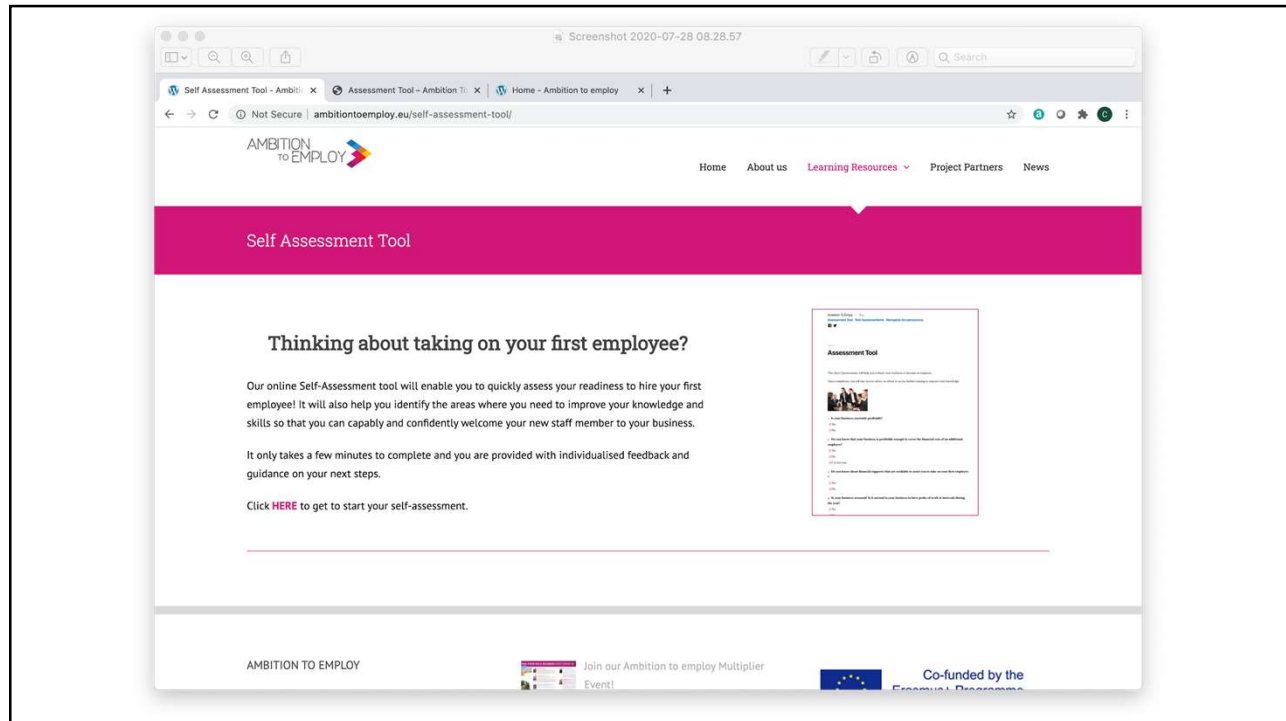 Screenshot 2020-07-28 08.28.57
Search
Self Assessment Tool - Ambiti
Assessment Tool – Ambition To
Home - Ambition to employ
Not Secure | ambitiontoemploy.eu/self-assessment-tool/
AMBITION
TO EMPLOY
Home About us Learning Resources Project Partners News
Self Assessment Tool
Thinking about taking on your first employee?
Our online Self-Assessment tool will enable you to quickly assess your readiness to hire your first
employee! It will also help you identify the areas where you need to improve your knowledge and
skills so that you can capably and confidently welcome your new staff member to your business.
It only takes a few minutes to complete and you are provided with individualised feedback and
guidance on your next steps.
Click HERE to get to start your self-assessment.
Assessment Tool
AMBITION TO EMPLOY
Join our Ambition to employ Multiplier
Event!
Co-funded by the
Erasmus+ Programme